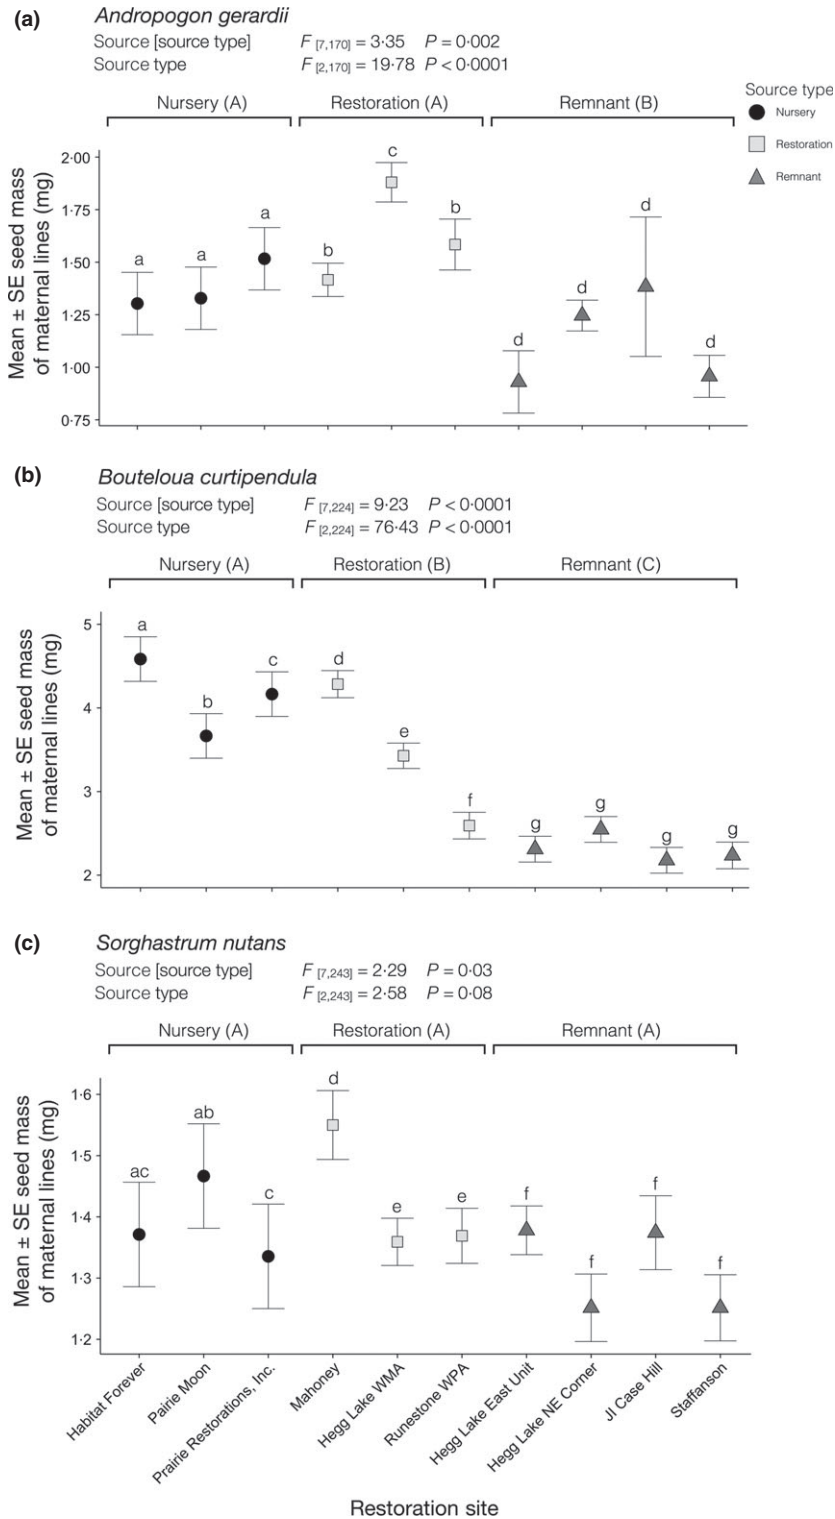 (a)
Andropogon gerardii
Source [source type] F [7,170] = 3·35 P = 0·002
Source type F [2,170] = 19·78 P < 0·0001
Nursery (A) Restoration (A) Remnant (B)
Source type
Nursery
Restoration
Remnant
Mean ± SE seed mass
of maternal lines (mg)
2·00
1·75
1·50
1·25
1·00
0·75
a a a b c b d d d d
(b)
Bouteloua curtipendula
Source [source type] F [7,224] = 9·23 P < 0·0001
Source type F [2,224] = 76·43 P < 0·0001
Nursery (A) Restoration (B) Remnant (C)
Mean ± SE seed mass
of maternal lines (mg)
5
4
3
2
a b c d e f g g g g
(c)
Sorghastrum nutans
Source [source type] F [7,243] = 2·29 P = 0·03
Source type F [2,243] = 2·58 P = 0·08
Nursery (A) Restoration (A) Remnant (A)
Mean ± SE seed mass
of maternal lines (mg)
1·6
1·5
1·4
1·3
1·2
ac ab c d e e f f f f
Habitat Forever
Pairie Moon
Prairie Restorations, Inc.
Mahoney
Hegg Lake WMA
Runestone WPA
Hegg Lake East Unit
Hegg Lake NE Corner
JI Case Hill
Staffanson
Restoration site